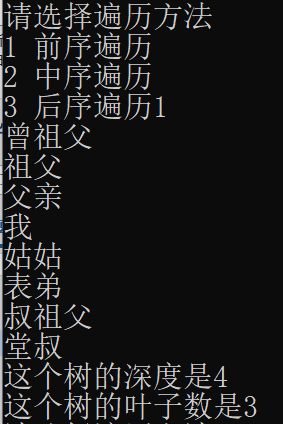 请选择遍历方法
1 前序遍历
2 中序遍历
3 后序遍历1
曾祖父
祖父
父亲
我
姑姑
表弟
叔祖父
堂叔
这个树的深度是4
这个树的叶子数是3